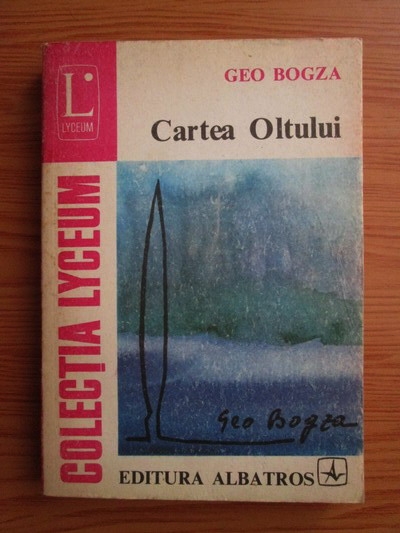 L
LYCEUM
GEO BOGZA
Cartea Oltului
COLECȚIA LYCEUM
Geo Bogza
EDITURA ALBATROS